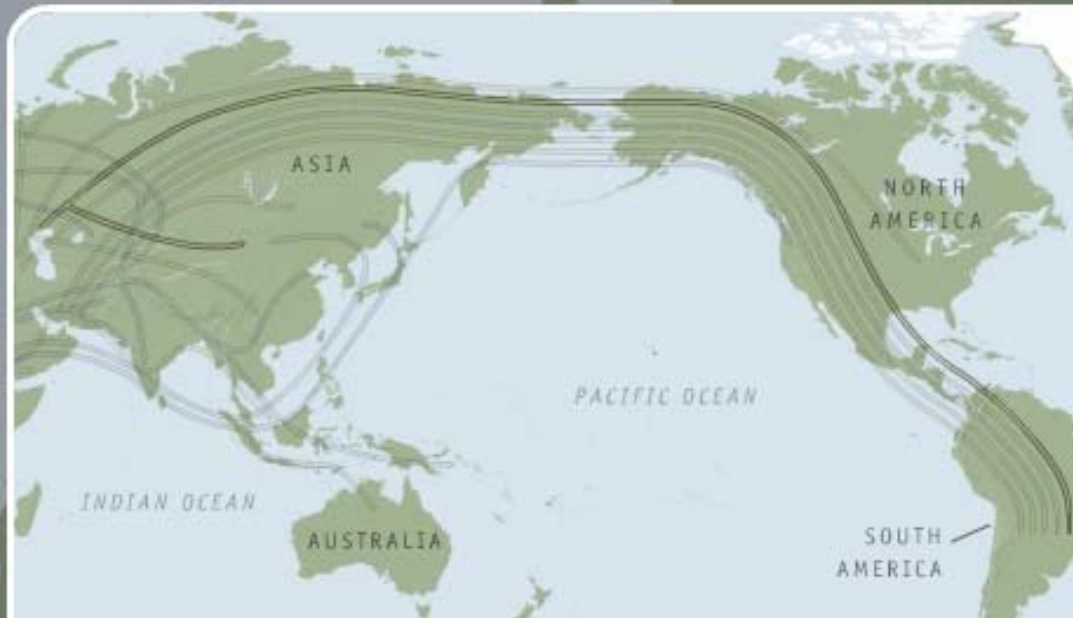 ASIA
NORTH
AMERICA
PACIFIC OCEAN
INDIAN OCEAN
AUSTRALIA
SOUTH
AMERICA